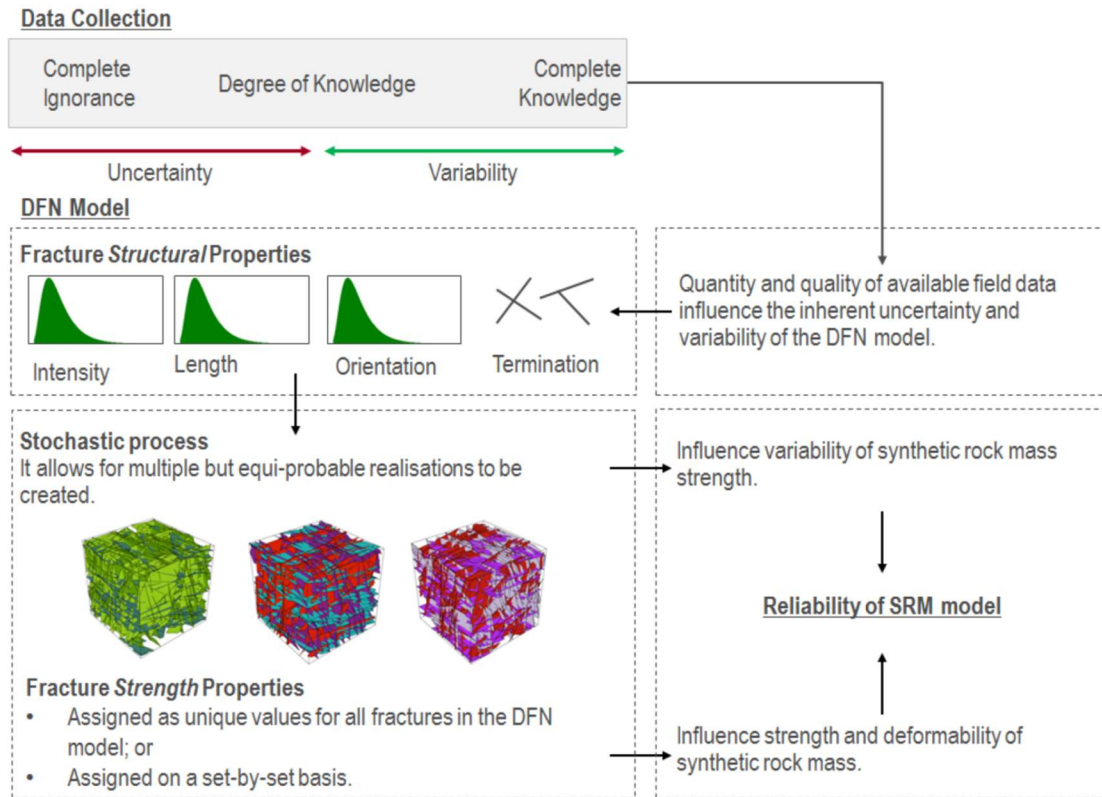 Data Collection
Complete
Ignorance
Degree of Knowledge
Complete
Knowledge
Uncertainty
Variability
DFN Model
Fracture Structural Properties
Intensity
Length
Orientation
Termination
Quantity and quality of available field data
influence the inherent uncertainty and
variability of the DFN model.
Stochastic process
It allows for multiple but equi-probable realisations to be
created.
Influence variability of synthetic rock mass
strength.
Reliability of SRM model
Fracture Strength Properties
• Assigned as unique values for all fractures in the DFN
model; or
• Assigned on a set-by-set basis.
Influence strength and deformability of
synthetic rock mass.